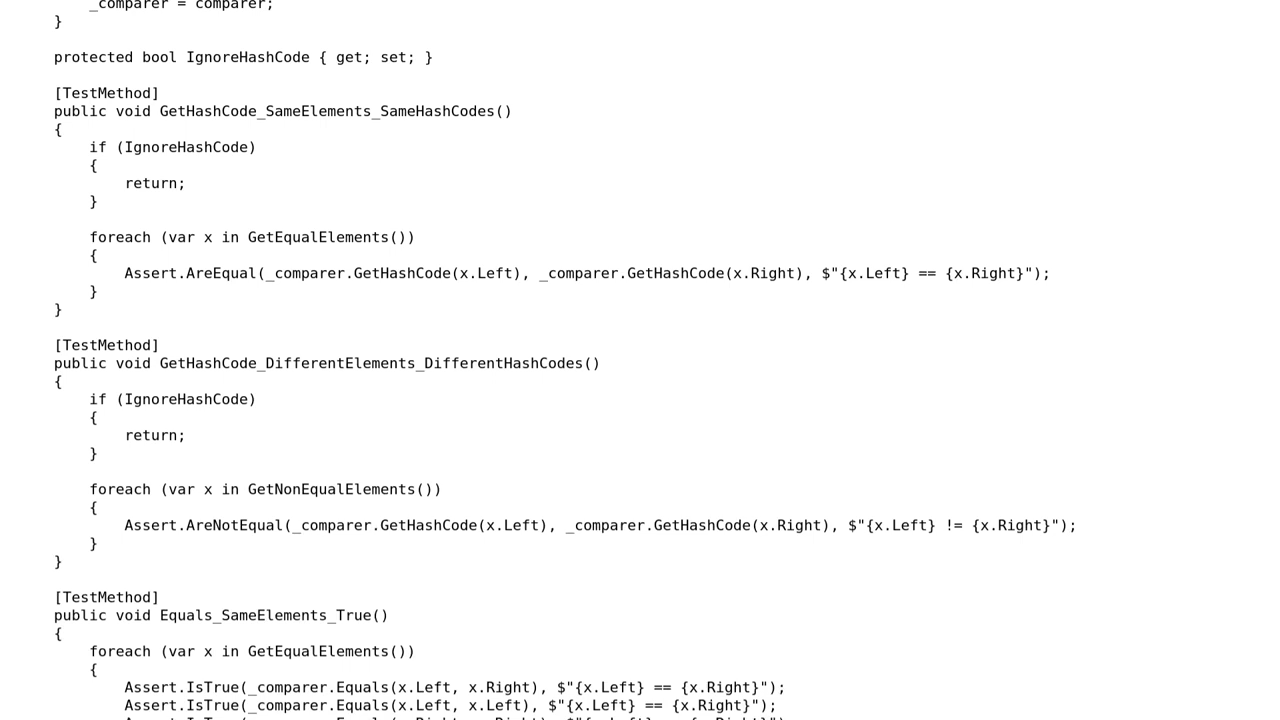 _comparer = comparer;
}
protected bool IgnoreHashCode { get; set; }
[TestMethod]
public void GetHashCode_SameElements_SameHashCodes()
{
if (IgnoreHashCode)
{
return;
}
foreach (var x in GetEqualElements())
{
Assert.AreEqual(_comparer.GetHashCode(x.Left), _comparer.GetHashCode(x.Right), $"{x.Left} == {x.Right}");
}
}
[TestMethod]
public void GetHashCode_DifferentElements_DifferentHashCodes()
{
if (IgnoreHashCode)
{
return;
}
foreach (var x in GetNonEqualElements())
{
Assert.AreNotEqual(_comparer.GetHashCode(x.Left), _comparer.GetHashCode(x.Right), $"{x.Left} != {x.Right}");
}
}
[TestMethod]
public void Equals_SameElements_True()
{
foreach (var x in GetEqualElements())
{
Assert.IsTrue(_comparer.Equals(x.Left, x.Right), $"{x.Left} == {x.Right}");
Assert.IsTrue(_comparer.Equals(x.Left, x.Left), $"{x.Left} == {x.Right}");